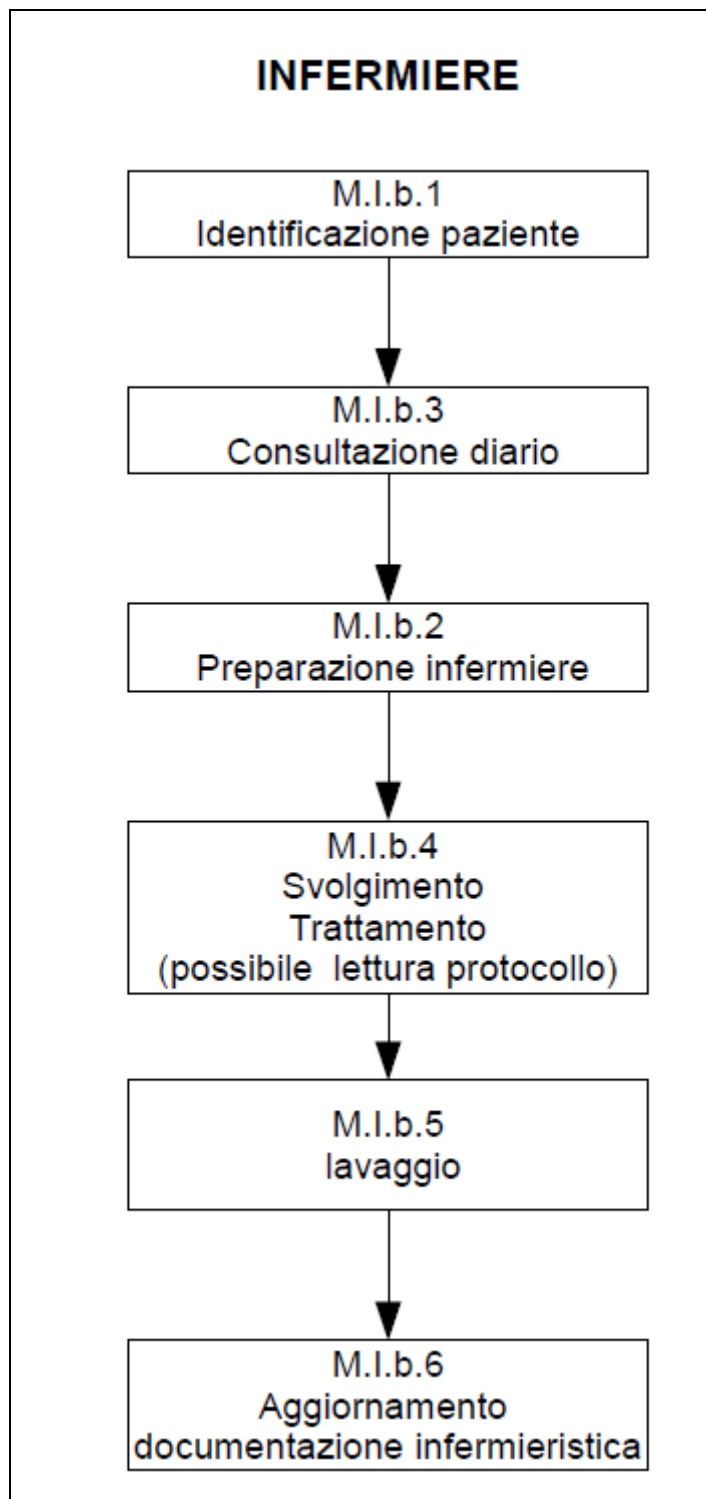 INFERMIERE
M.I.b.1
Identificazione paziente
M.I.b.3
Consultazione diario
M.I.b.2
Preparazione infermiere
M.I.b.4
Svolgimento
Trattamento
(possibile lettura protocollo)
M.I.b.5
lavaggio
M.I.b.6
Aggiornamento
documentazione infermieristica